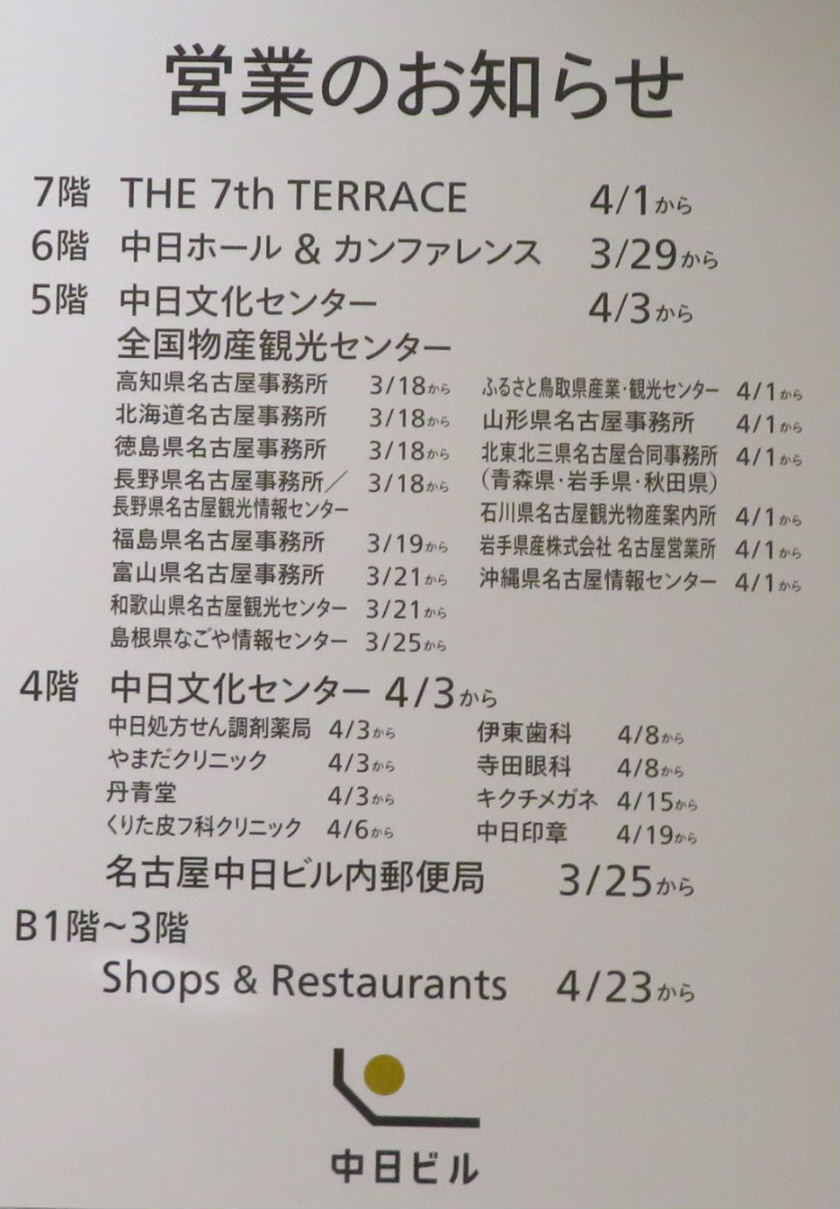 営業のお知らせ
7階 THE 7th TERRACE 4/1から
6階 中日ホール & カンファレンス 3/29から
5階 中日文化センター 4/3から
全国物産観光センター
高知県名古屋事務所 3/18から
北海道名古屋事務所 3/18から
徳島県名古屋事務所 3/18から
長野県名古屋事務所／ 3/18から
長野県名古屋観光情報センター
福島県名古屋事務所 3/19から
富山県名古屋事務所 3/21から
和歌山県名古屋観光センター 3/21から
島根県なごや情報センター 3/25から
ふるさと鳥取県産業・観光センター 4/1から
山形県名古屋事務所 4/1から
北東北三県名古屋合同事務所 4/1から
(青森県・岩手県・秋田県)
石川県名古屋観光物産案内所 4/1から
岩手県産株式会社 名古屋営業所 4/1から
沖縄県名古屋情報センター 4/1から
4階 中日文化センター 4/3から
中日処方せん調剤薬局 4/3から
やまだクリニック 4/3から
丹青堂 4/3から
くりた皮フ科クリニック 4/6から
伊東歯科 4/8から
寺田眼科 4/8から
キクチメガネ 4/15から
中日印章 4/19から
名古屋中日ビル内郵便局 3/25から
B1階~3階
Shops & Restaurants 4/23から
中日ビル